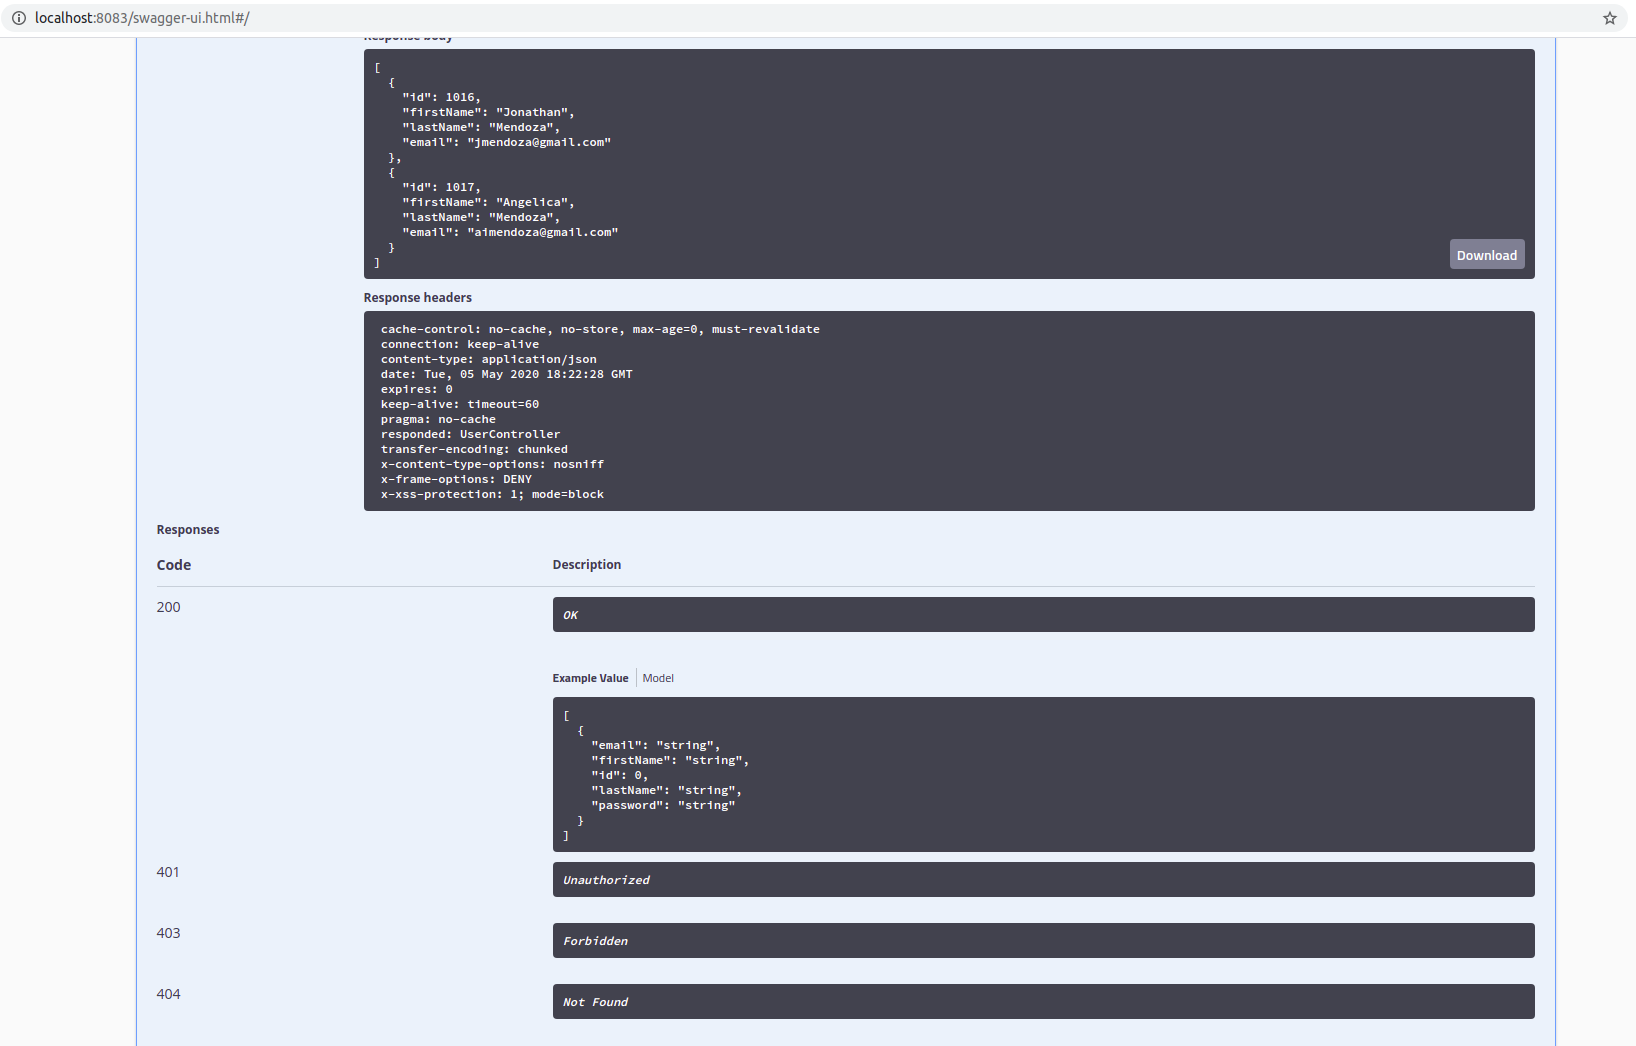 localhost:8083/swagger-ui.html#/
Response body
[
  {
    "id": 1016,
    "firstName": "Jonathan",
    "lastName": "Mendoza",
    "email": "jmendoza@gmail.com"
  },
  {
    "id": 1017,
    "firstName": "Angelica",
    "lastName": "Mendoza",
    "email": "aimendoza@gmail.com"
  }
]
Download
Response headers
cache-control: no-cache, no-store, max-age=0, must-revalidate
connection: keep-alive
content-type: application/json
date: Tue, 05 May 2020 18:22:28 GMT
expires: 0
keep-alive: timeout=60
pragma: no-cache
responded: UserController
transfer-encoding: chunked
x-content-type-options: nosniff
x-frame-options: DENY
x-xss-protection: 1; mode=block
Responses
Code Description
200 OK
Example Value Model
[
  {
    "email": "string",
    "firstName": "string",
    "id": 0,
    "lastName": "string",
    "password": "string"
  }
]
401 Unauthorized
403 Forbidden
404 Not Found